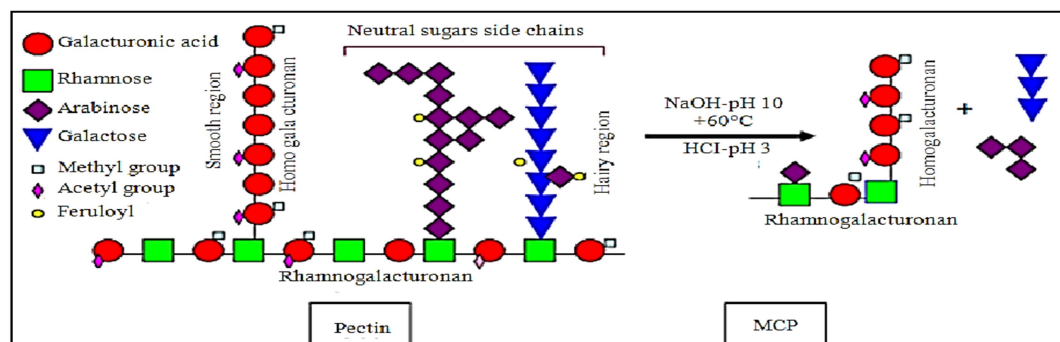 Galacturonic acid
Rhamnose
Arabinose
Galactose
Methyl group
Acetyl group
Feruloyl
Smooth region
Homo gala cturonan
Neutral sugars side chains
Hairy region
Rhamnogalacturonan
Pectin
NaOH-pH 10
+60°C
HCI-pH 3
Homogalacturonan
+
Rhamnogalacturonan
MCP